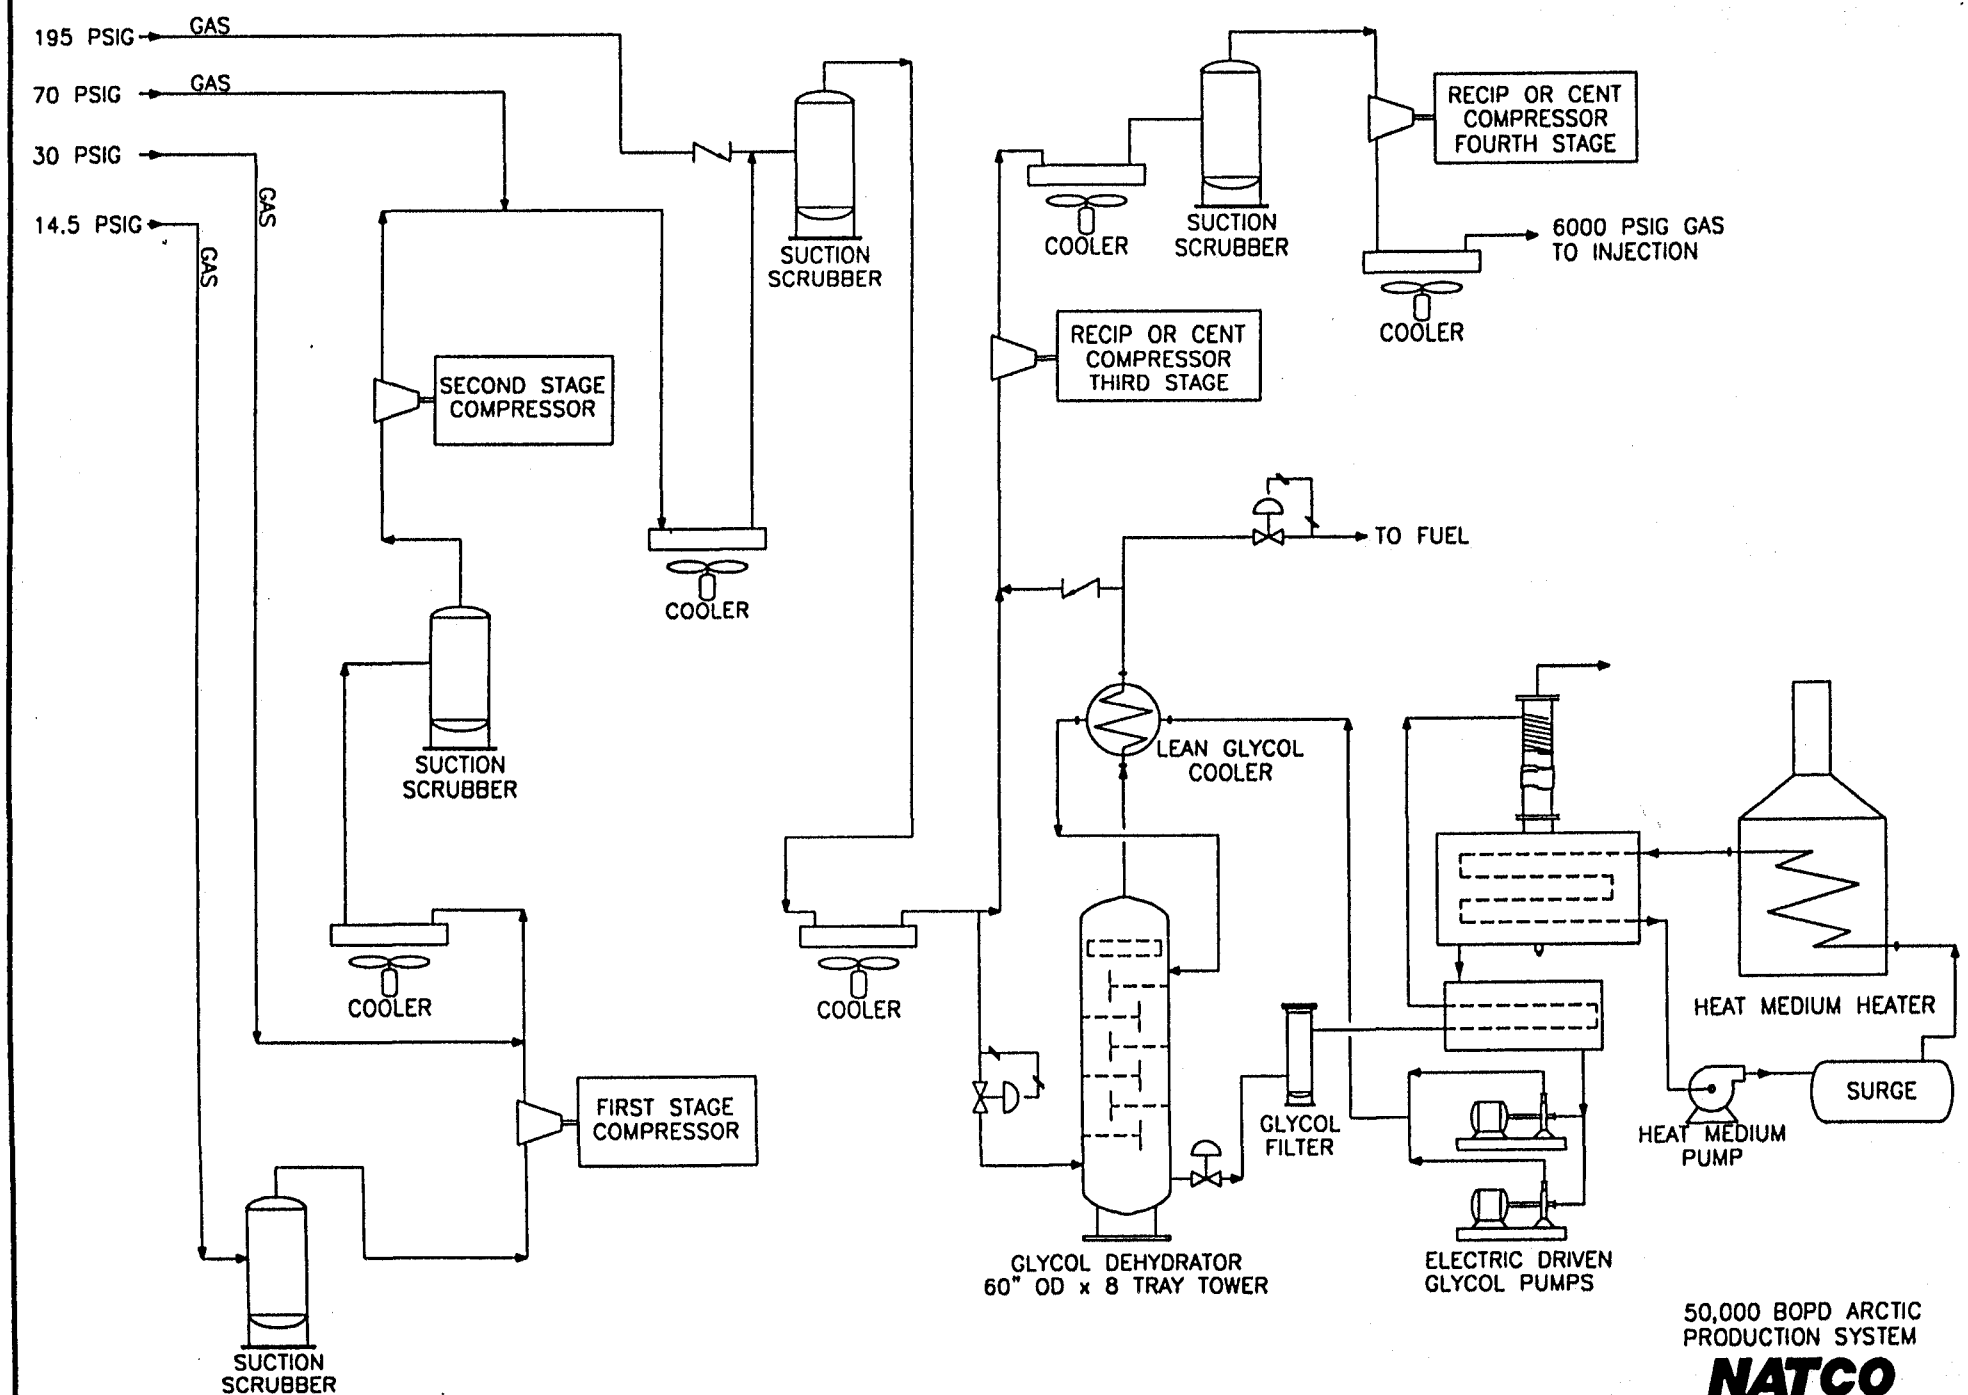 195 PSIG
GAS
70 PSIG
GAS
30 PSIG
GAS
14.5 PSIG
GAS
SUCTION
SCRUBBER
COOLER
SUCTION
SCRUBBER
RECIP OR CENT
COMPRESSOR
FOURTH STAGE
6000 PSIG GAS
TO INJECTION
COOLER
RECIP OR CENT
COMPRESSOR
THIRD STAGE
SECOND STAGE
COMPRESSOR
COOLER
TO FUEL
SUCTION
SCRUBBER
LEAN GLYCOL
COOLER
COOLER
COOLER
HEAT MEDIUM HEATER
FIRST STAGE
COMPRESSOR
GLYCOL
FILTER
HEAT MEDIUM
PUMP
SURGE
GLYCOL DEHYDRATOR
60" OD x 8 TRAY TOWER
ELECTRIC DRIVEN
GLYCOL PUMPS
SUCTION
SCRUBBER
50,000 BOPD ARCTIC
PRODUCTION SYSTEM
NATCO